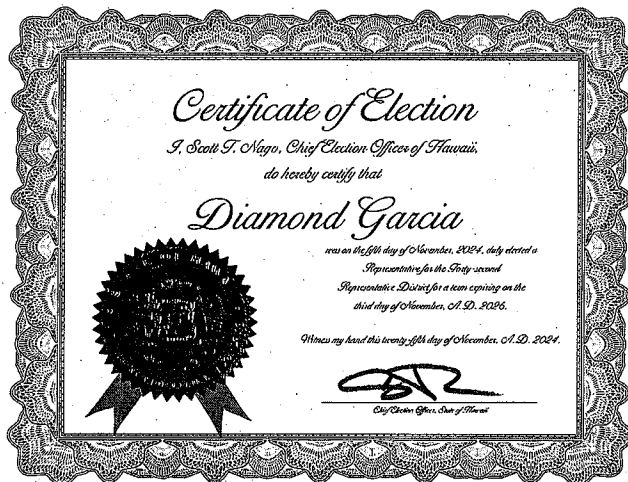 Certificate of Election
I, Scott T. Nago, Chief Election Officer of Hawaii,
do hereby certify that
Diamond Garcia
was on the fifth day of November, 2024, duly elected a
Representative for the Forty-second
Representative District for a term expiring on the
third day of November, A.D. 2026.
Witness my hand this twenty-fifth day of November, A.D. 2024.
Chief Election Officer, State of Hawaii